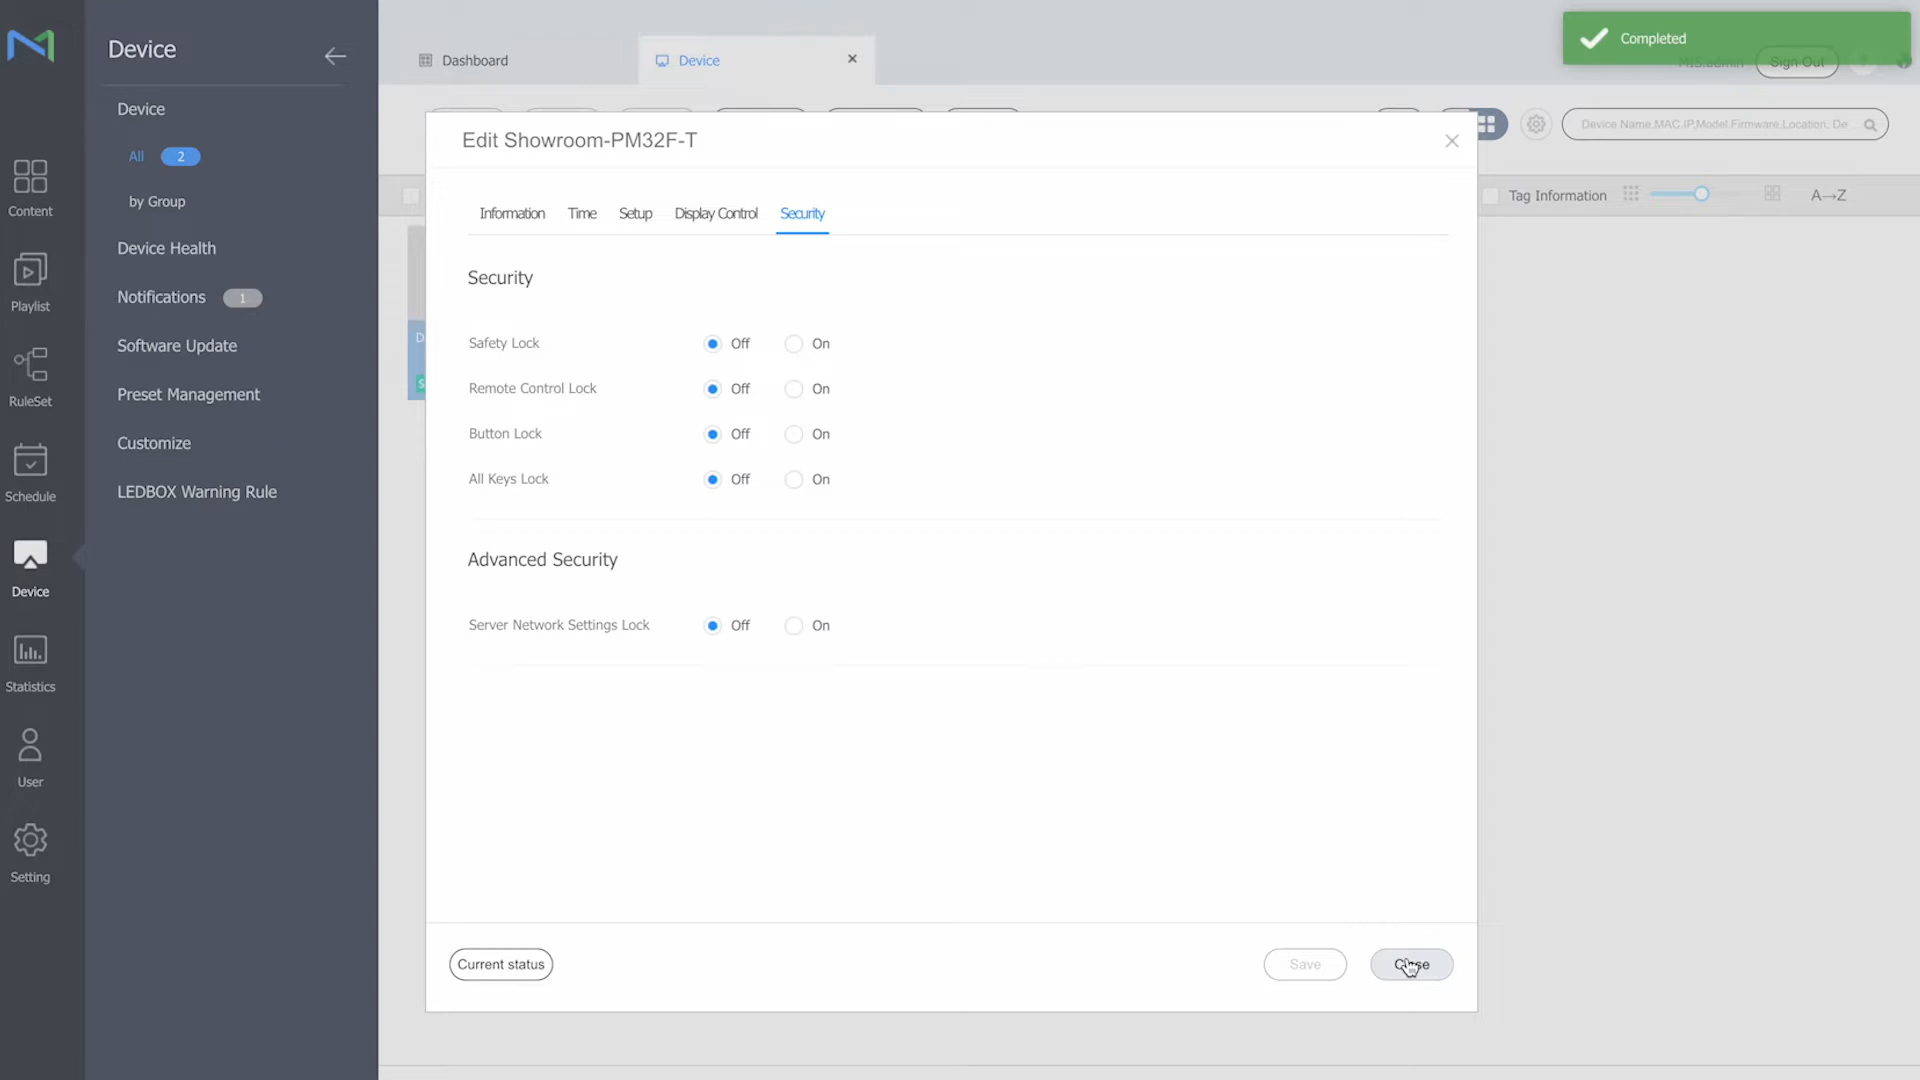 Device
Dashboard
Device
Completed
Sign Out
Device
All 2
by Group
Device Health
Notifications 1
Software Update
Preset Management
Customize
LEDBOX Warning Rule
Content
Playlist
RuleSet
Schedule
Device
Statistics
User
Setting
Device Name,MAC,IP,Model,Firmware,Location, De
Tag Information
A→Z
Edit Showroom-PM32F-T
Information Time Setup Display Control Security
Security
Safety Lock Off On
Remote Control Lock Off On
Button Lock Off On
All Keys Lock Off On
Advanced Security
Server Network Settings Lock Off On
Current status
Save
Close